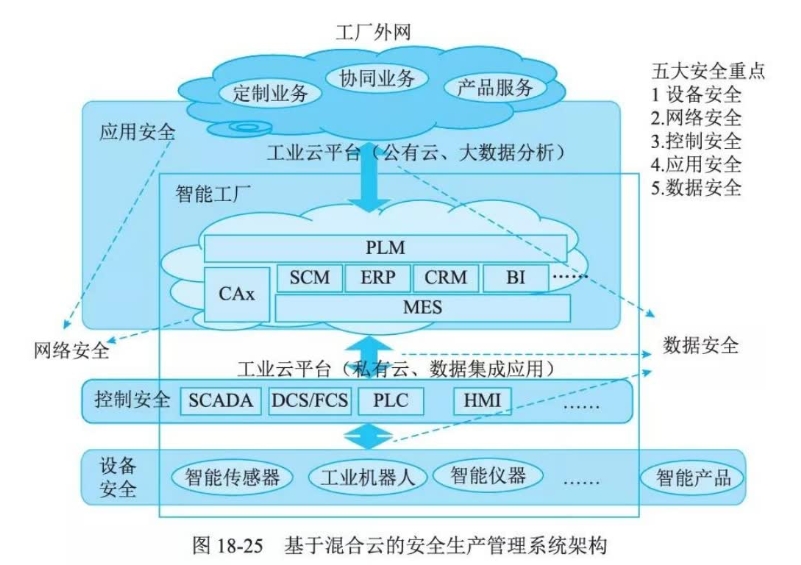 工厂外网
定制业务
协同业务
产品服务
五大安全重点
1 设备安全
2.网络安全
3.控制安全
4.应用安全
5.数据安全
应用安全
工业云平台（公有云、大数据分析）
智能工厂
PLM
CAx
SCM
ERP
CRM
BI
……
MES
网络安全
数据安全
工业云平台（私有云、数据集成应用）
控制安全
SCADA
DCS/FCS
PLC
HMI
……
设备
安全
智能传感器
工业机器人
智能仪器
……
智能产品
图 18-25 基于混合云的安全生产管理系统架构